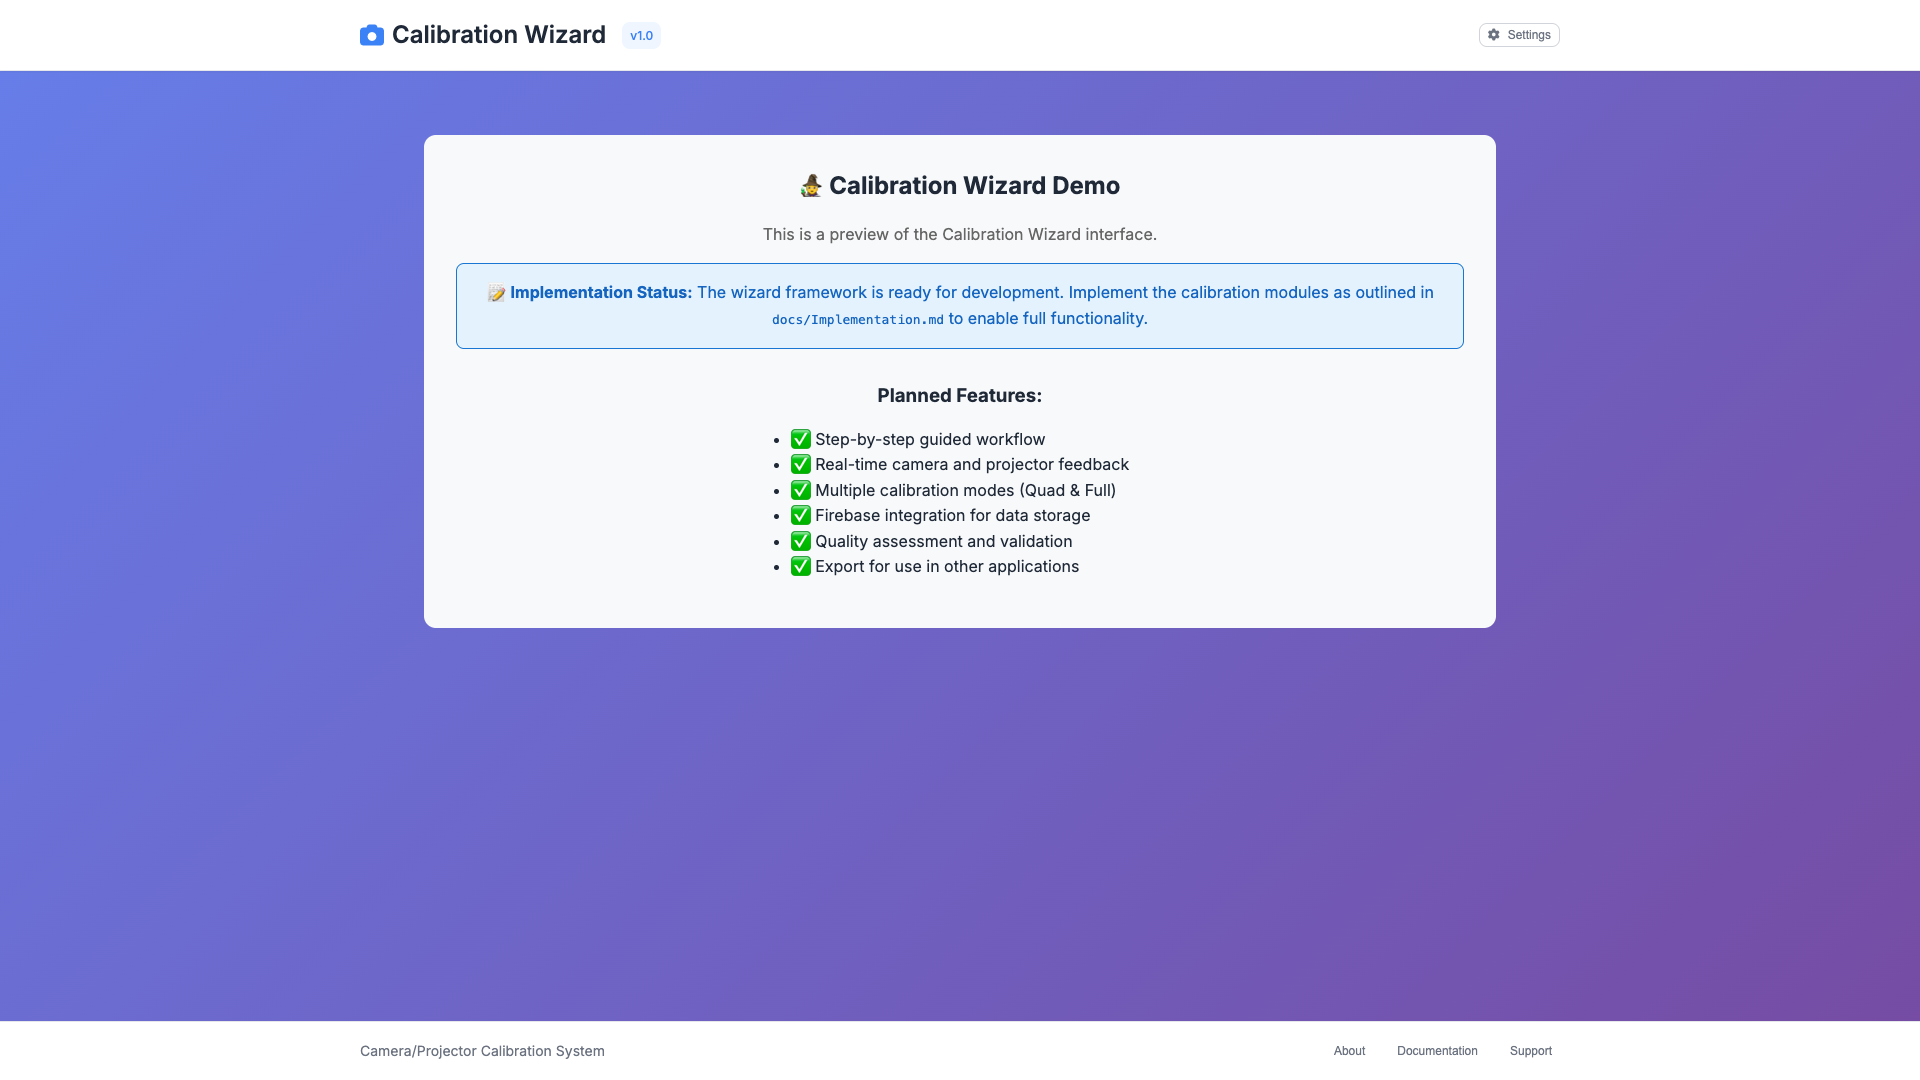 Calibration Wizard v1.0
Settings
🧙 Calibration Wizard Demo
This is a preview of the Calibration Wizard interface.
📝 Implementation Status: The wizard framework is ready for development. Implement the calibration modules as outlined in
docs/Implementation.md to enable full functionality.
Planned Features:
• ✅ Step-by-step guided workflow
• ✅ Real-time camera and projector feedback
• ✅ Multiple calibration modes (Quad & Full)
• ✅ Firebase integration for data storage
• ✅ Quality assessment and validation
• ✅ Export for use in other applications
Camera/Projector Calibration System
About Documentation Support